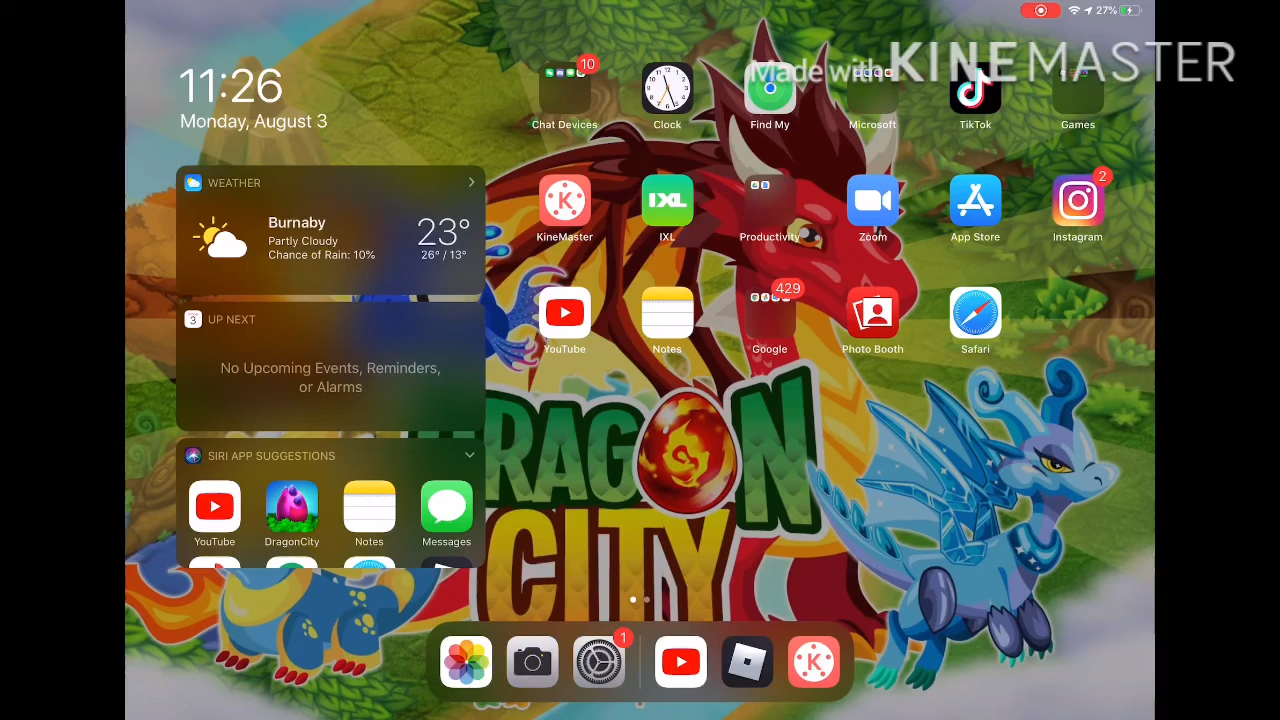 27%
Made with KINEMASTER
11:26
Monday, August 3
10
Chat Devices
Clock
Find My
Microsoft
TikTok
Games
WEATHER
Burnaby
Partly Cloudy
Chance of Rain: 10%
23°
26° / 13°
2
K
IXL
KineMaster
IXL
Productivity
Zoom
App Store
Instagram
3
UP NEXT
No Upcoming Events, Reminders,
or Alarms
429
YouTube
Notes
Google
Photo Booth
Safari
SIRI APP SUGGESTIONS
YouTube
DragonCity
Notes
Messages
DRAGON
CITY
1
K